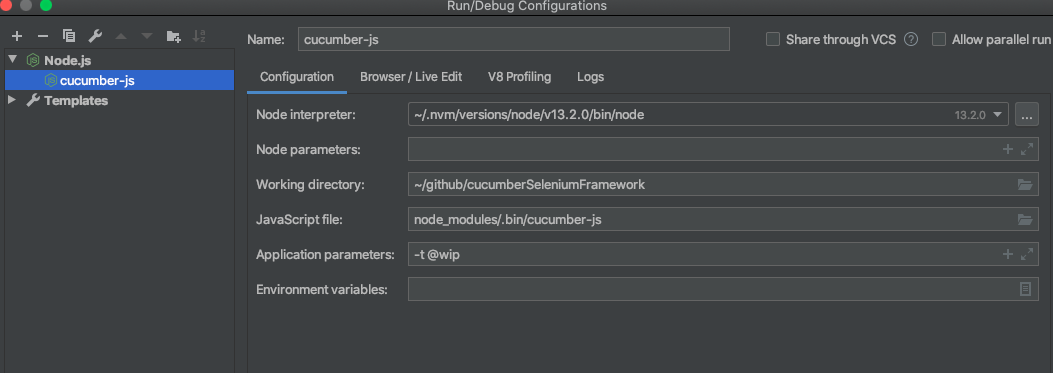 Run/Debug Configurations
Name: cucumber-js Share through VCS ? Allow parallel run
Node.js
cucumber-js
Templates
Configuration Browser / Live Edit V8 Profiling Logs
Node interpreter: ~/.nvm/versions/node/v13.2.0/bin/node 13.2.0 ...
Node parameters:
Working directory: ~/github/cucumberSeleniumFramework
JavaScript file: node_modules/.bin/cucumber-js
Application parameters: -t @wip
Environment variables: